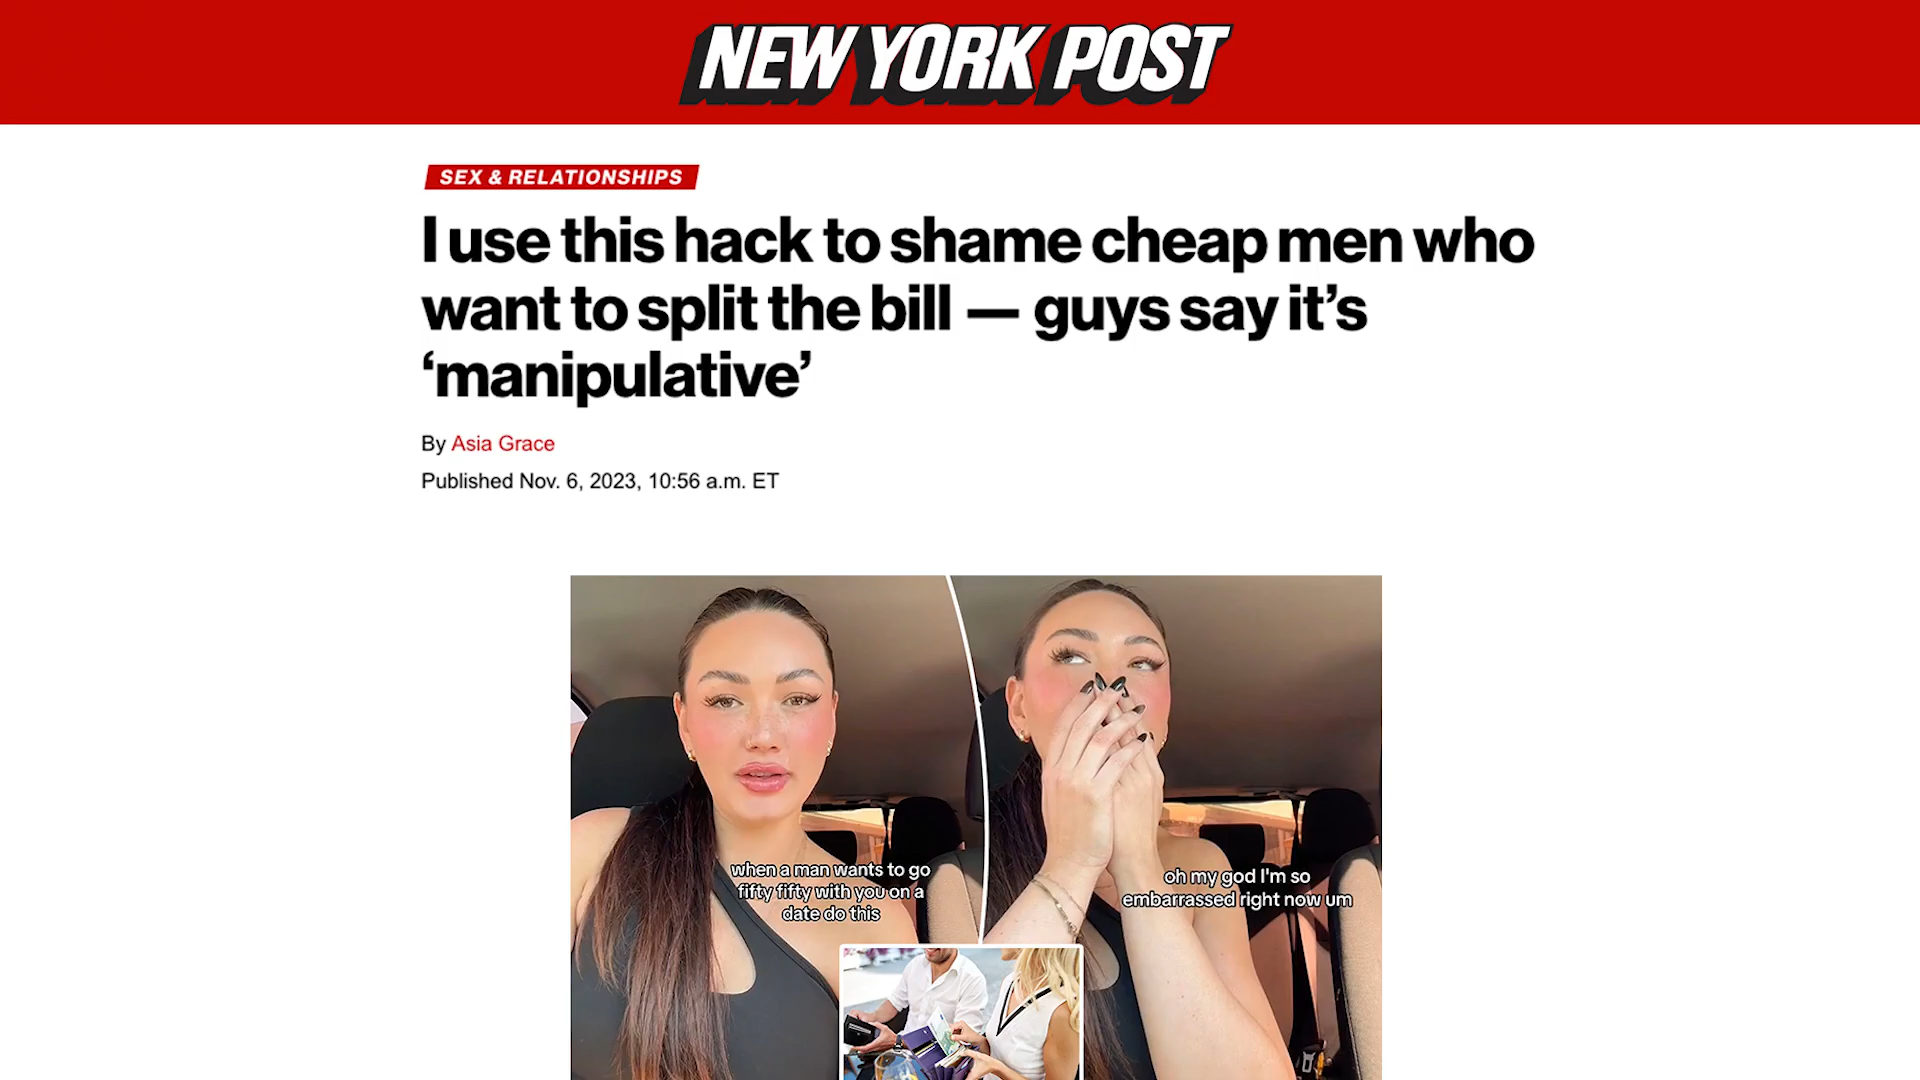 NEW YORK POST
SEX & RELATIONSHIPS
I use this hack to shame cheap men who
want to split the bill — guys say it’s
‘manipulative’
By Asia Grace
Published Nov. 6, 2023, 10:56 a.m. ET
when a man wants to go
fifty fifty with you on a
date do this
oh my god I'm so
embarrassed right now um